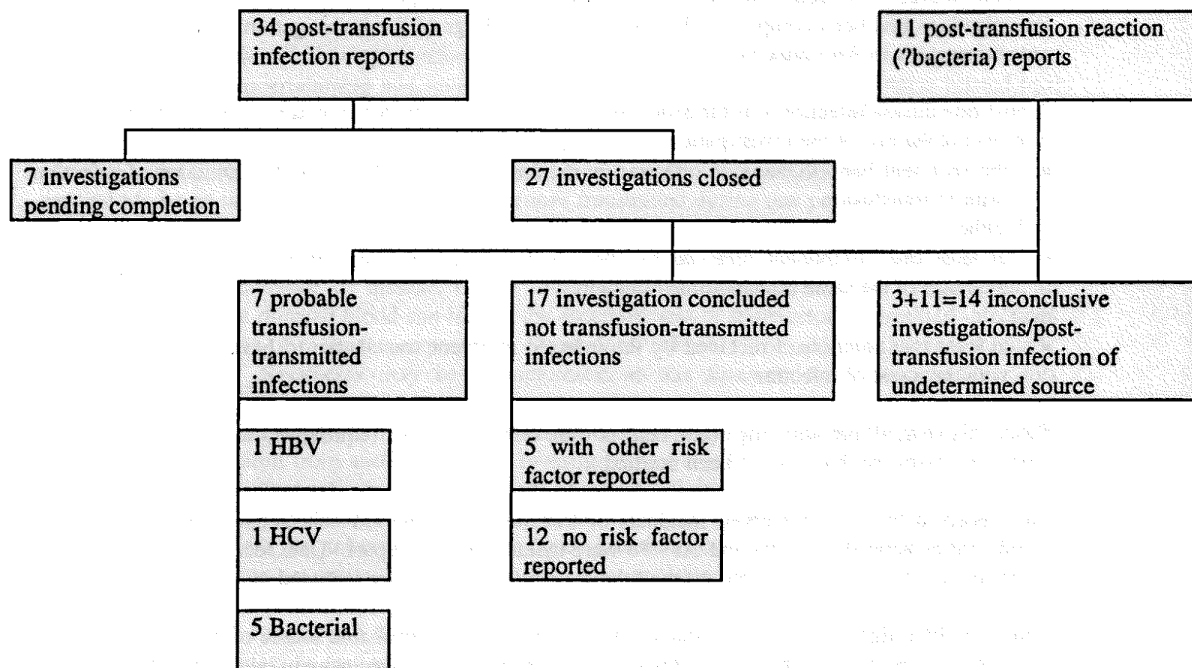 34 post-transfusion
infection reports
11 post-transfusion reaction
(?bacteria) reports
7 investigations
pending completion
27 investigations closed
7 probable
transfusion-
transmitted
infections
17 investigation concluded
not transfusion-transmitted
infections
3+11=14 inconclusive
investigations/post-
transfusion infection of
undetermined source
1 HBV
5 with other risk
factor reported
1 HCV
12 no risk factor
reported
5 Bacterial